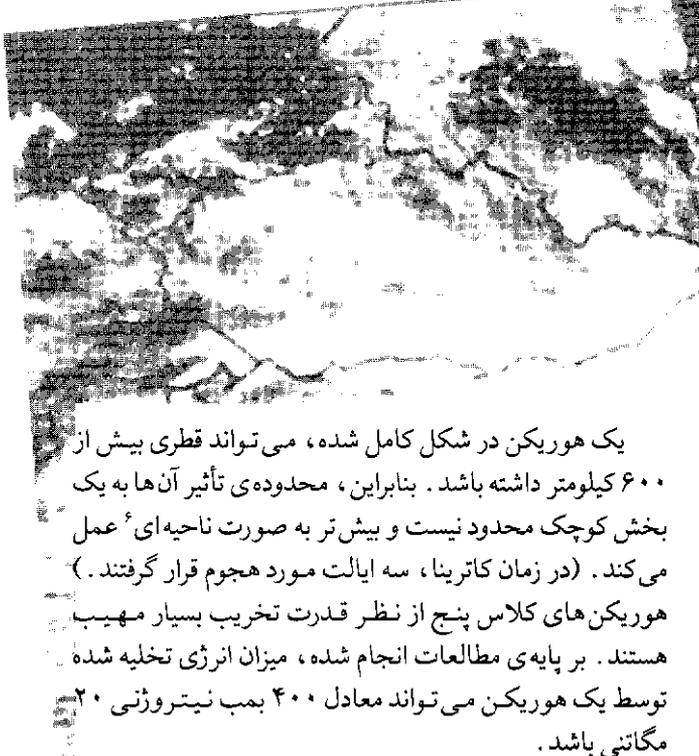 یک هوریکن در شکل کامل شده، می‌تواند قطری بیش از
۶۰۰ کیلومتر داشته باشد. بنابراین، محدوده‌ی تأثیر آن‌ها به یک
بخش کوچک محدود نیست و بیش‌تر به صورت ناحیه‌ای۶ عمل
می‌کند. (در زمان کاترینا، سه ایالت مورد هجوم قرار گرفتند.)
هوریکن‌های کلاس پنج از نظر قدرت تخریب بسیار مهیب
هستند. بر پایه‌ی مطالعات انجام شده، میزان انرژی تخلیه شده
توسط یک هوریکن می‌تواند معادل ۴۰۰ بمب نیتروژنی ۲۰
مگاتنی باشد.